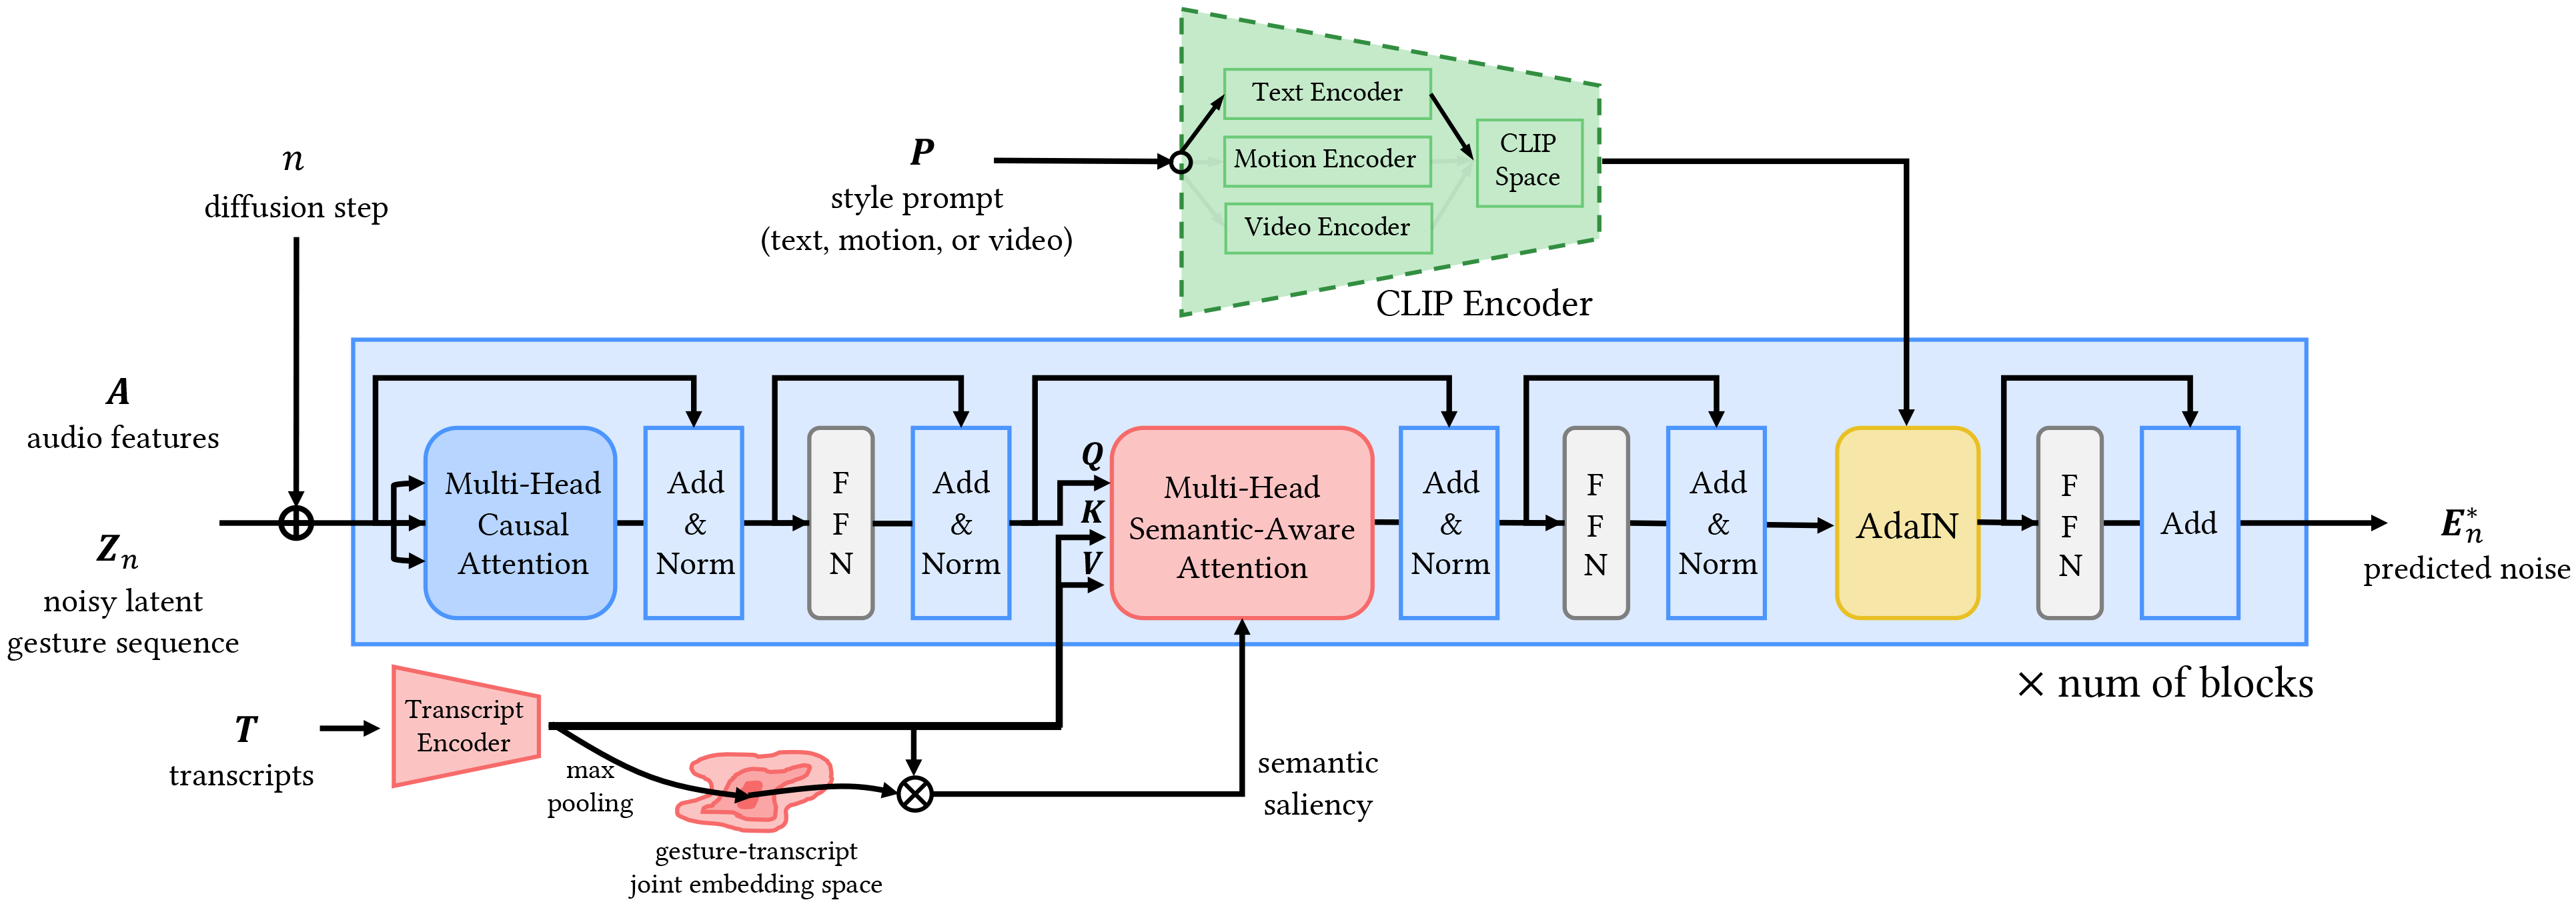 n
diffusion step
A
audio features
Z_n
noisy latent
gesture sequence
T
transcripts
P
style prompt
(text, motion, or video)
Text Encoder
Motion Encoder
Video Encoder
CLIP
Space
CLIP Encoder
Multi-Head
Causal
Attention
Add
&
Norm
F
F
N
Add
&
Norm
Q
K
V
Multi-Head
Semantic-Aware
Attention
Add
&
Norm
F
F
N
Add
&
Norm
AdaIN
F
F
N
Add
E*_n
predicted noise
× num of blocks
Transcript
Encoder
max
pooling
gesture-transcript
joint embedding space
semantic
saliency